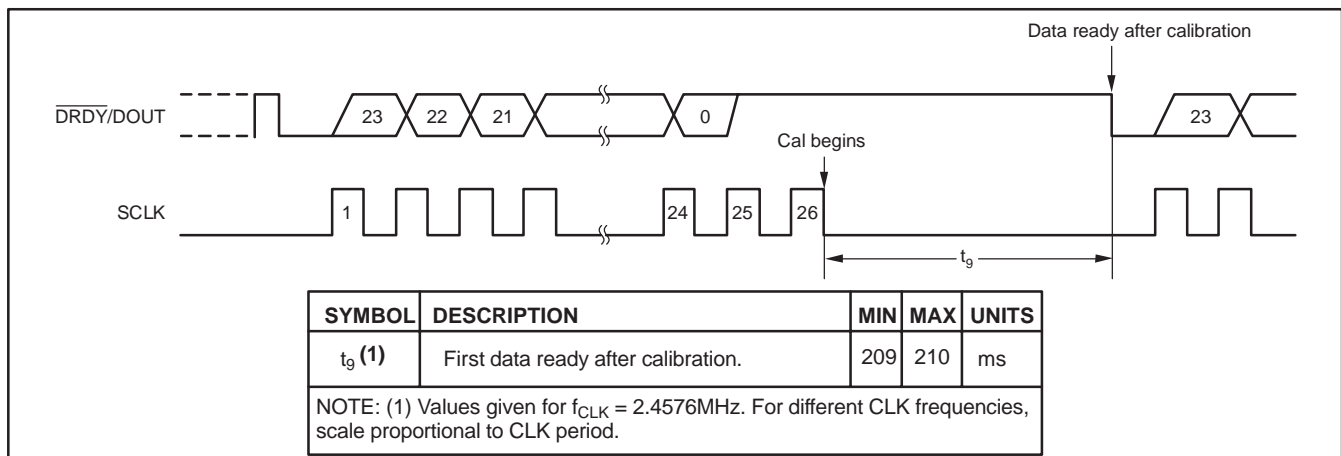 Data ready after calibration
DRDY/DOUT
23 22 21 0 23
Cal begins
SCLK
1 24 25 26
t9
SYMBOL DESCRIPTION MIN MAX UNITS
t9 (1) First data ready after calibration. 209 210 ms
NOTE: (1) Values given for fCLK = 2.4576MHz. For different CLK frequencies,
scale proportional to CLK period.